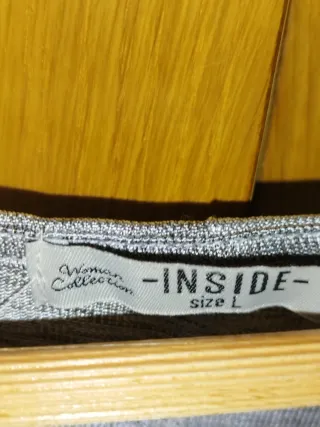 Woman
Collection
-INSIDE-
size L